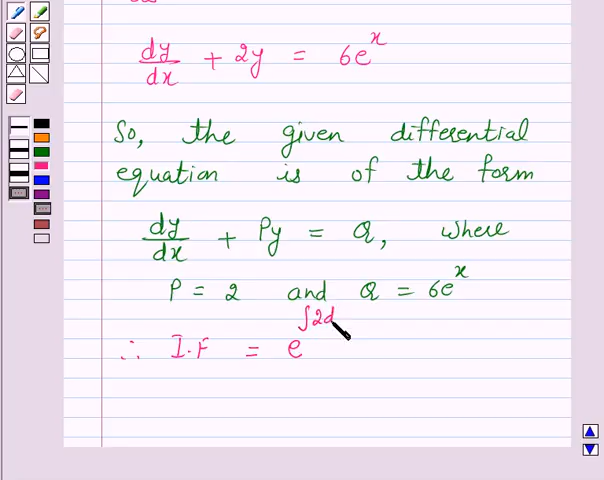 dy/dx + 2y = 6e^x
So, the given differential
equation is of the form
dy/dx + Py = Q, where
P = 2 and Q = 6e^x
∴ I.F = e^∫2d